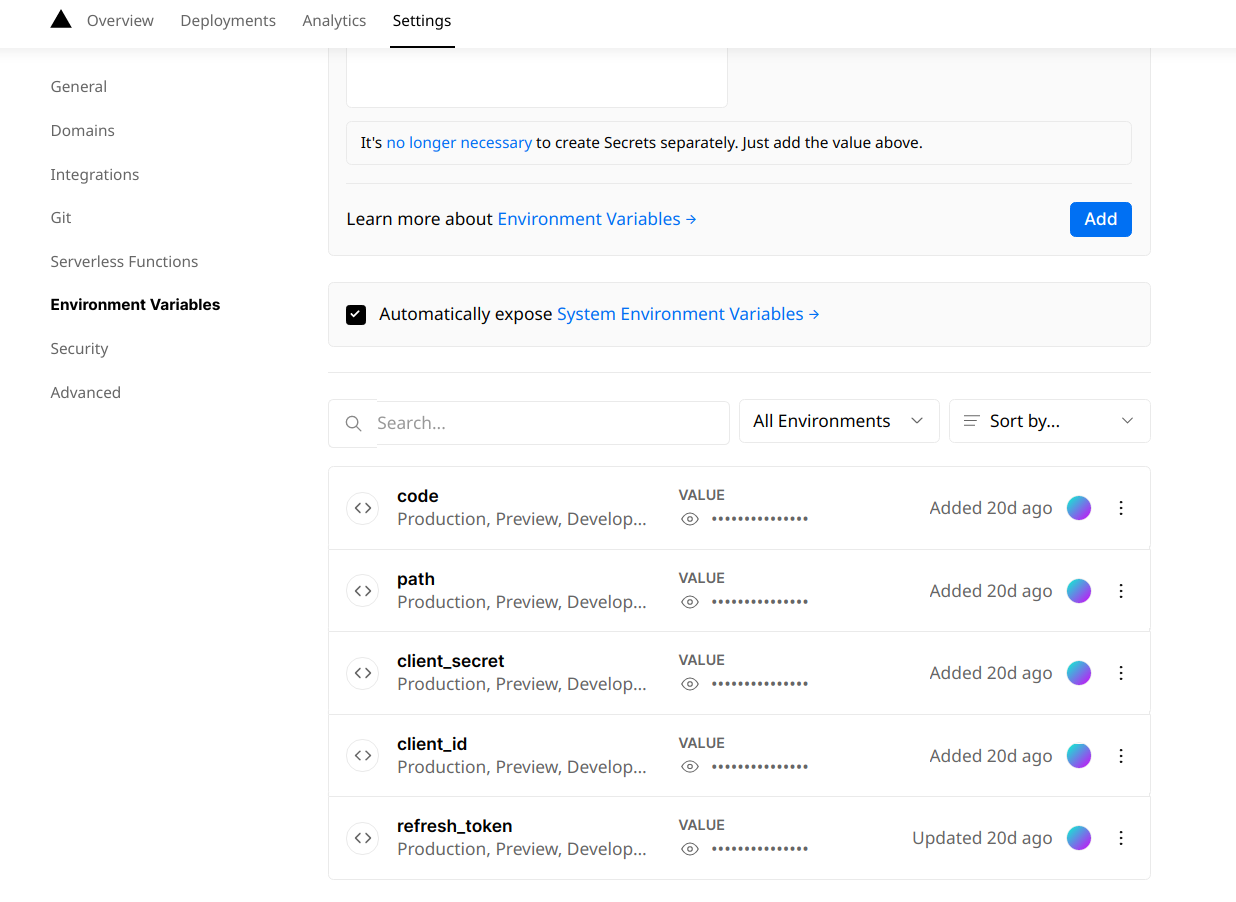 Overview Deployments Analytics Settings
General
Domains
Integrations
Git
Serverless Functions
Environment Variables
Security
Advanced
It's no longer necessary to create Secrets separately. Just add the value above.
Learn more about Environment Variables →
Add
Automatically expose System Environment Variables →
Search...
All Environments
Sort by...
code
Production, Preview, Develop...
VALUE
•••••••••••••••
Added 20d ago
path
Production, Preview, Develop...
VALUE
•••••••••••••••
Added 20d ago
client_secret
Production, Preview, Develop...
VALUE
•••••••••••••••
Added 20d ago
client_id
Production, Preview, Develop...
VALUE
•••••••••••••••
Added 20d ago
refresh_token
Production, Preview, Develop...
VALUE
•••••••••••••••
Updated 20d ago